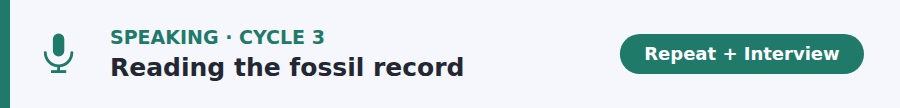 SPEAKING · CYCLE 3
Reading the fossil record
Repeat + Interview